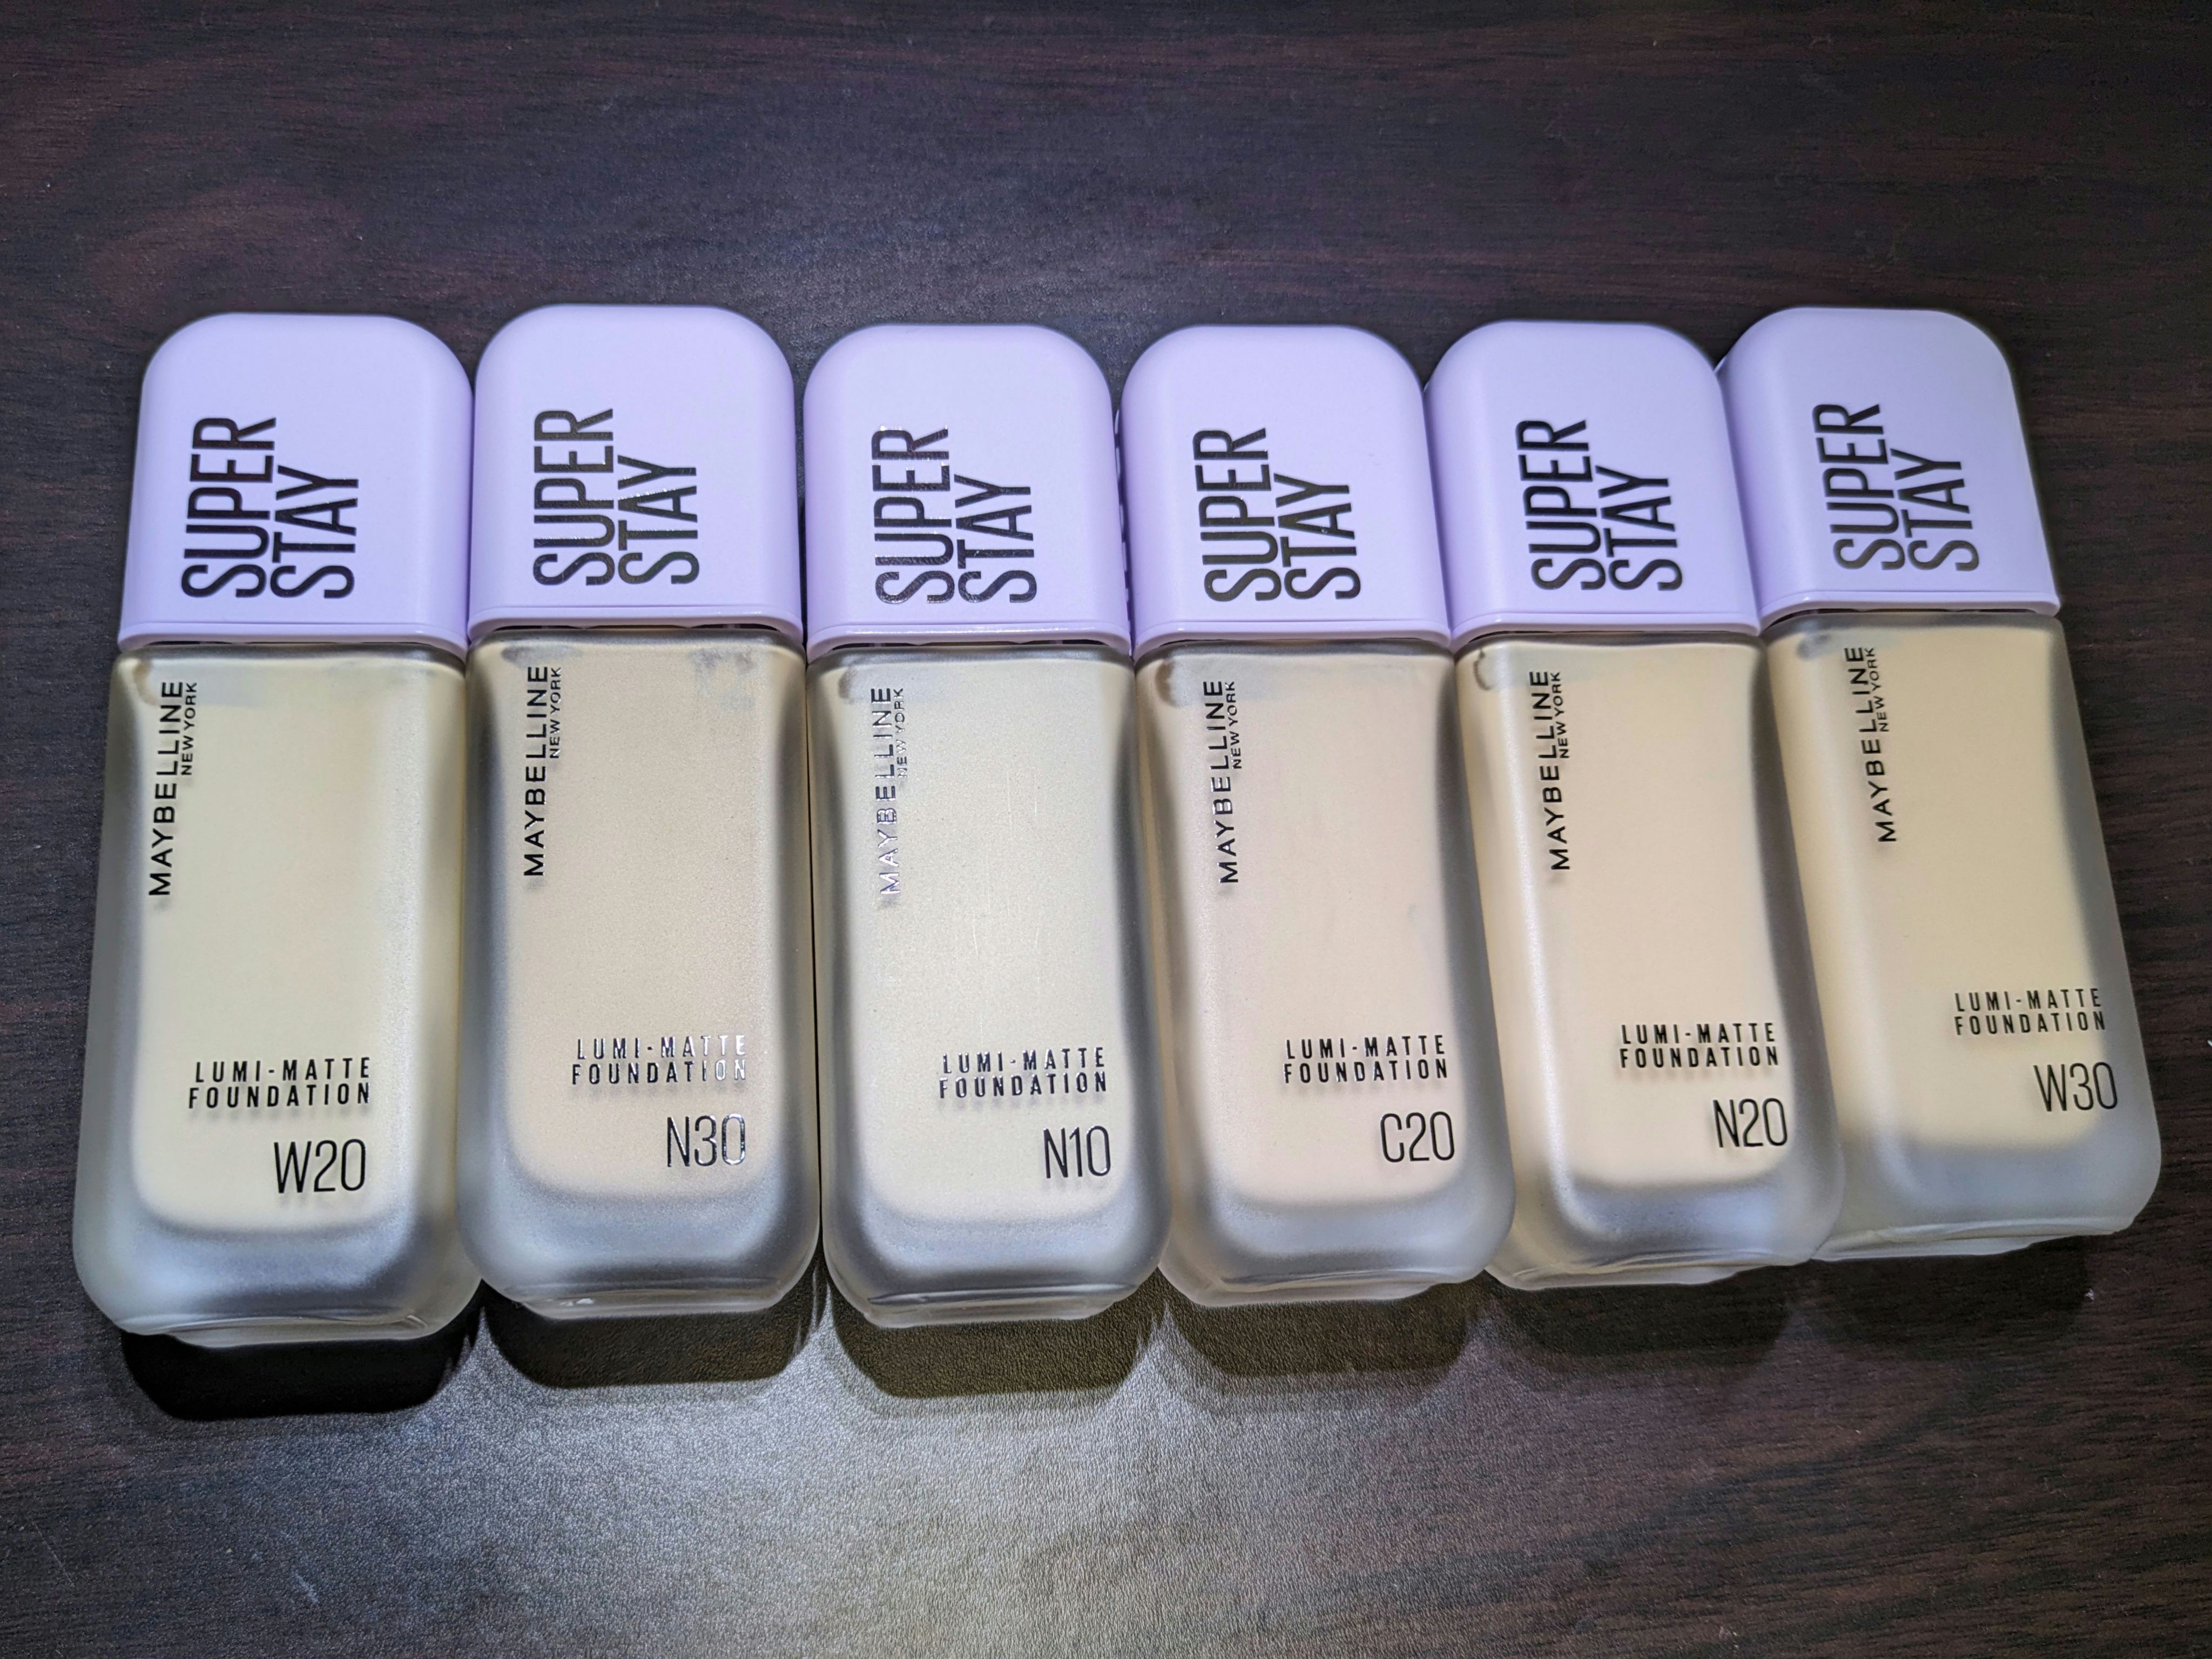 SUPER
STAY
MAYBELLINE
NEW YORK
LUMI-MATTE
FOUNDATION
W20
SUPER
STAY
MAYBELLINE
NEW YORK
LUMI-MATTE
FOUNDATION
N30
SUPER
STAY
MAYBELLINE
NEW YORK
LUMI-MATTE
FOUNDATION
N10
SUPER
STAY
MAYBELLINE
NEW YORK
LUMI-MATTE
FOUNDATION
C20
SUPER
STAY
MAYBELLINE
NEW YORK
LUMI-MATTE
FOUNDATION
N20
SUPER
STAY
MAYBELLINE
NEW YORK
LUMI-MATTE
FOUNDATION
W30